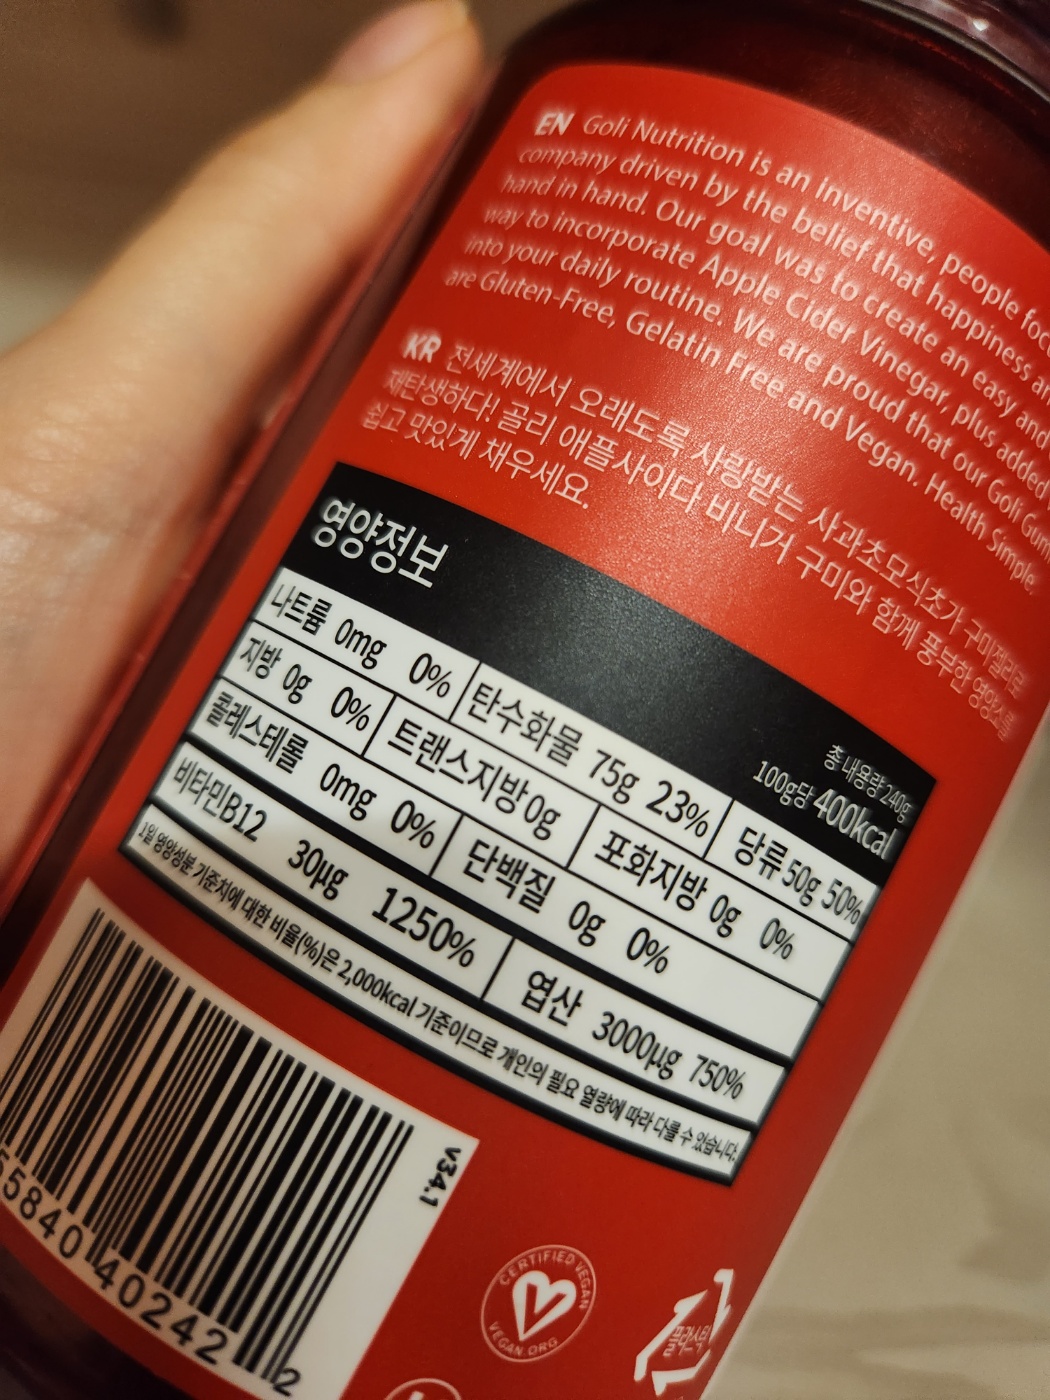 EN Goli Nutrition is an inventive, people
company driven by the belief that happiness
hand in hand. Our goal was to create an easy and
way to incorporate Apple Cider Vinegar, plus added
into your daily routine. We are proud that our Goli
are Gluten-Free, Gelatin Free and Vegan. Health Simple.
KR 전세계에서 오래도록 사랑받는 사과초모식초가 구미젤리로
재탄생하다! 골리 애플사이다 비니거 구미와 함께 풍부한 영양소를
쉽고 맛있게 채우세요.
영양정보
총 내용량 240g
100g당 400kcal
나트륨 0mg 0% 탄수화물 75g 23% 당류 50g 50%
지방 0g 0% 트랜스지방 0g 포화지방 0g 0%
콜레스테롤 0mg 0% 단백질 0g 0%
비타민B12 30µg 1250% 엽산 3000µg 750%
1일 영양성분 기준치에 대한 비율(%)은 2,000kcal 기준이므로 개인의 필요 열량에 따라 다를 수 있습니다.
v34.1
5840 40242 2
CERTIFIED VEGAN
VEGAN.ORG
플라스틱